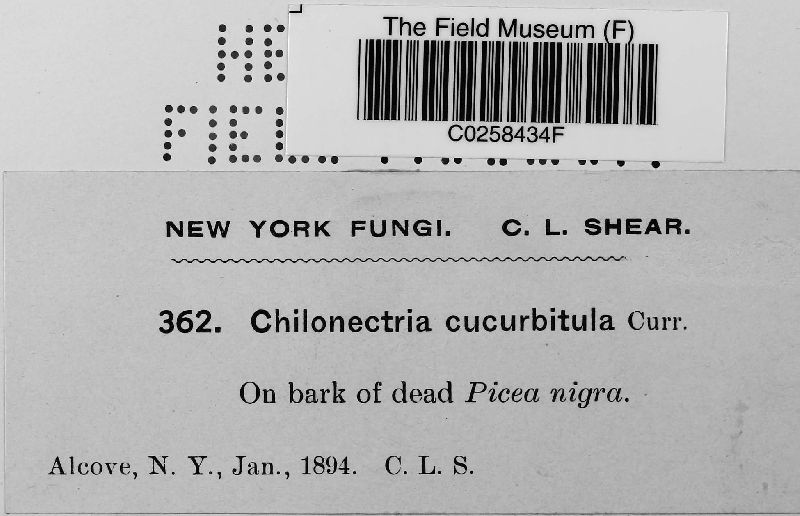 The Field Museum (F)
C0258434F
NEW YORK FUNGI. C. L. SHEAR.
362. Chilonectria cucurbitula Curr.
On bark of dead Picea nigra.
Alcove, N. Y., Jan., 1894. C. L. S.